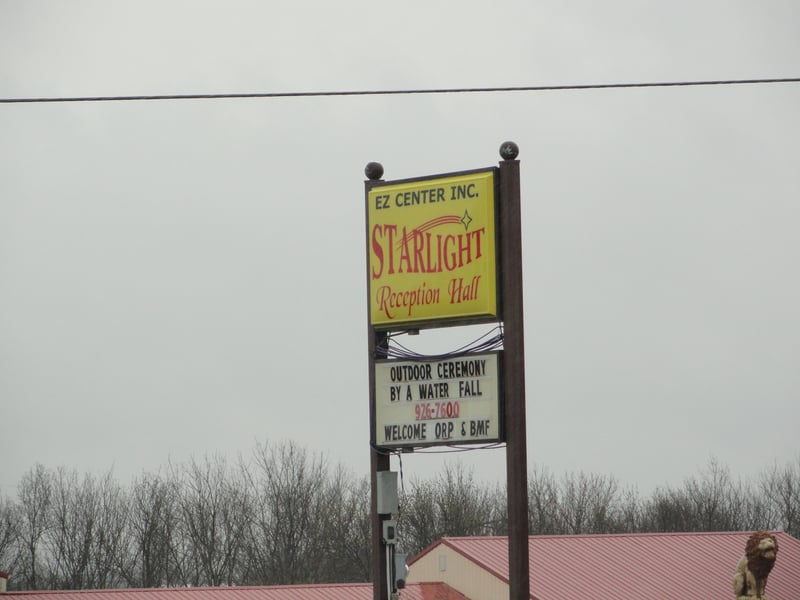 EZ CENTER INC.
STARLIGHT
Reception Hall
OUTDOOR CEREMONY
BY A WATER FALL
926-7600
WELCOME ORP & BMF